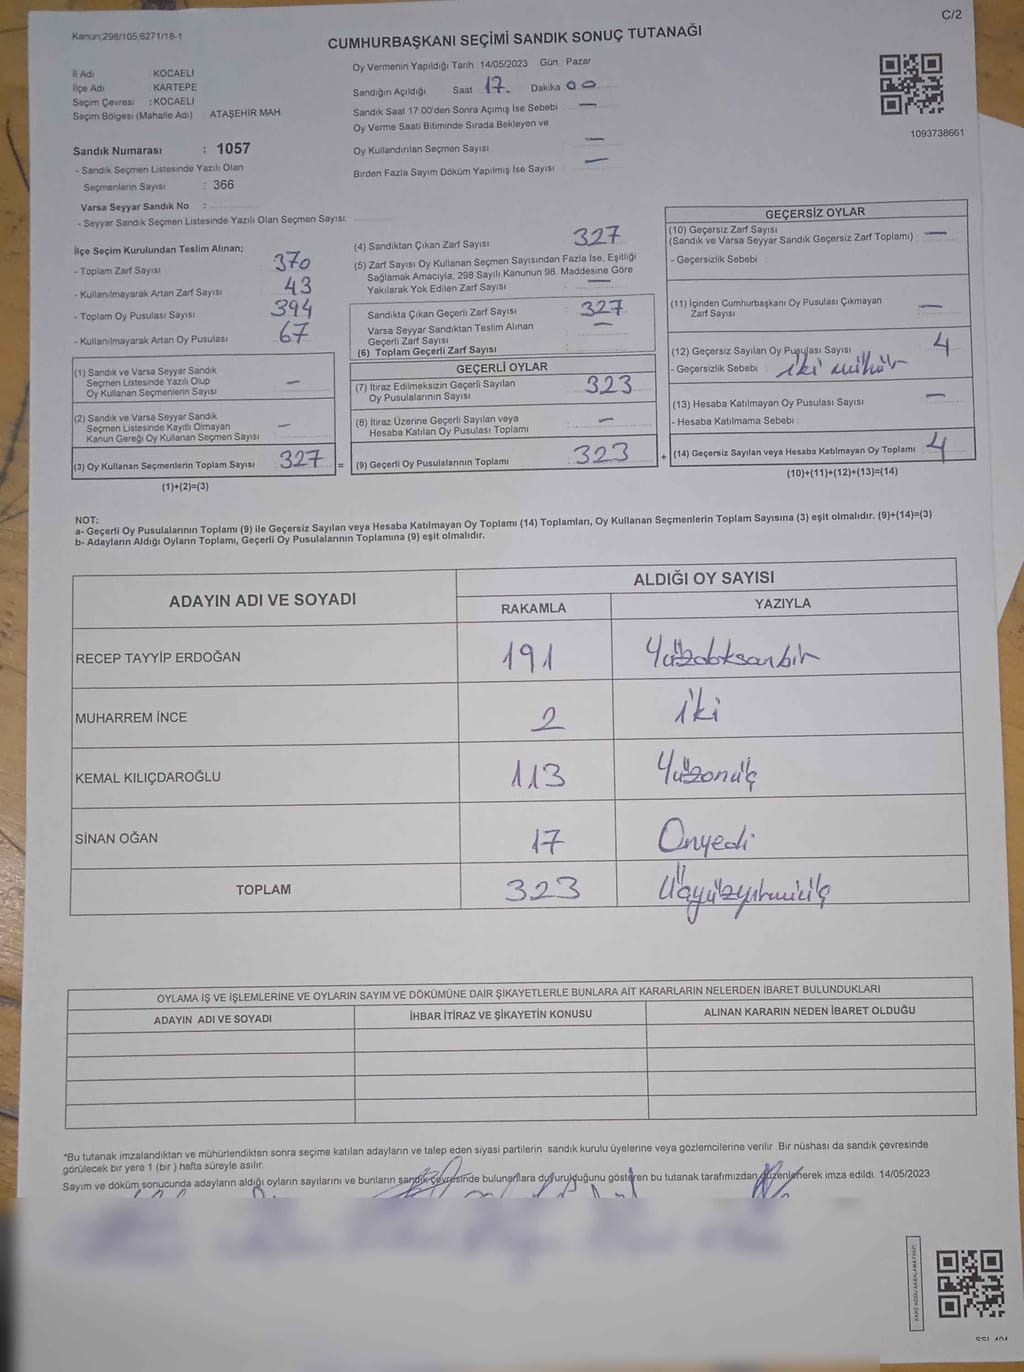 C/2
Kanun:298/105,6271/18-1
CUMHURBAŞKANI SEÇİMİ SANDIK SONUÇ TUTANAĞI
İl Adı : KOCAELİ
İlçe Adı : KARTEPE
Seçim Çevresi : KOCAELİ
Seçim Bölgesi (Mahalle Adı) : ATAŞEHİR MAH.
Sandık Numarası : 1057
- Sandık Seçmen Listesinde Yazılı Olan
Seçmenlerin Sayısı : 366
Varsa Seyyar Sandık No :
- Seyyar Sandık Seçmen Listesinde Yazılı Olan Seçmen Sayısı:
Oy Vermenin Yapıldığı Tarih 14/05/2023 Gün Pazar
Sandığın Açıldığı Saat 17. Dakika 00
Sandık Saat 17.00'den Sonra Açımış İse Sebebi —
Oy Verme Saati Bitiminde Sırada Bekleyen ve
Oy Kullandırılan Seçmen Sayısı —
Birden Fazla Sayım Döküm Yapılmış İse Sayısı —
1093738661
İlçe Seçim Kurulundan Teslim Alınan;
- Toplam Zarf Sayısı 370
- Kullanılmayarak Artan Zarf Sayısı 43
- Toplam Oy Pusulası Sayısı 394
- Kullanılmayarak Artan Oy Pusulası 67
(1) Sandık ve Varsa Seyyar Sandık
Seçmen Listesinde Yazılı Olup
Oy Kullanan Seçmenlerin Sayısı —
(2) Sandık ve Varsa Seyyar Sandık
Seçmen Listesinde Kayıtlı Olmayan
Kanun Gereği Oy Kullanan Seçmen Sayısı —
(3) Oy Kullanan Seçmenlerin Toplam Sayısı 327 =
(1)+(2)=(3)
(4) Sandıktan Çıkan Zarf Sayısı 327
(5) Zarf Sayısı Oy Kullanan Seçmen Sayısından Fazla İse, Eşitliği
Sağlamak Amacıyla, 298 Sayılı Kanunun 98. Maddesine Göre
Yakılarak Yok Edilen Zarf Sayısı —
Sandıkta Çıkan Geçerli Zarf Sayısı 327
Varsa Seyyar Sandıktan Teslim Alınan —
Geçerli Zarf Sayısı
(6) Toplam Geçerli Zarf Sayısı
GEÇERLİ OYLAR
(7) İtiraz Edilmeksizin Geçerli Sayılan
Oy Pusulalarının Sayısı 323
(8) İtiraz Üzerine Geçerli Sayılan veya
Hesaba Katılan Oy Pusulası Toplamı —
(9) Geçerli Oy Pusulalarının Toplamı 323 +
GEÇERSİZ OYLAR
(10) Geçersiz Zarf Sayısı
(Sandık ve Varsa Seyyar Sandık Geçersiz Zarf Toplamı) —
- Geçersizlik Sebebi :
(11) İçinden Cumhurbaşkanı Oy Pusulası Çıkmayan
Zarf Sayısı —
(12) Geçersiz Sayılan Oy Pusulası Sayısı 4
- Geçersizlik Sebebi : iki mühür
(13) Hesaba Katılmayan Oy Pusulası Sayısı —
- Hesaba Katılmama Sebebi :
(14) Geçersiz Sayılan veya Hesaba Katılmayan Oy Toplamı 4
(10)+(11)+(12)+(13)=(14)
NOT:
a- Geçerli Oy Pusulalarının Toplamı (9) ile Geçersiz Sayılan veya Hesaba Katılmayan Oy Toplamı (14) Toplamları, Oy Kullanan Seçmenlerin Toplam Sayısına (3) eşit olmalıdır. (9)+(14)=(3)
b- Adayların Aldığı Oyların Toplamı, Geçerli Oy Pusulalarının Toplamına (9) eşit olmalıdır.
ADAYIN ADI VE SOYADI
ALDIĞI OY SAYISI
RAKAMLA YAZIYLA
RECEP TAYYİP ERDOĞAN 191 Yüzdoksanbir
MUHARREM İNCE 2 iki
KEMAL KILIÇDAROĞLU 113 Yüzonüç
SİNAN OĞAN 17 Onyedi
TOPLAM 323 Üçyüzyirmiüç
OYLAMA İŞ VE İŞLEMLERİNE VE OYLARIN SAYIM VE DÖKÜMÜNE DAİR ŞİKAYETLERLE BUNLARA AİT KARARLARIN NELERDEN İBARET BULUNDUKLARI
ADAYIN ADI VE SOYADI İHBAR İTİRAZ VE ŞİKAYETİN KONUSU ALINAN KARARIN NEDEN İBARET OLDUĞU
*Bu tutanak imzalandıktan ve mühürlendikten sonra seçime katılan adayların ve talep eden siyasi partilerin sandık kurulu üyelerine veya gözlemcilerine verilir Bir nüshası da sandık çevresinde
görülecek bir yere 1 (bir) hafta süreyle asılır.
Sayım ve döküm sonucunda adayların aldığı oyların sayılarını ve bunların sandık çevresinde bulunanlara duyurulduğunu gösteren bu tutanak tarafımızdan düzenlenerek imza edildi. 14/05/2023
KARE KODU KARALAMAYINIZ!